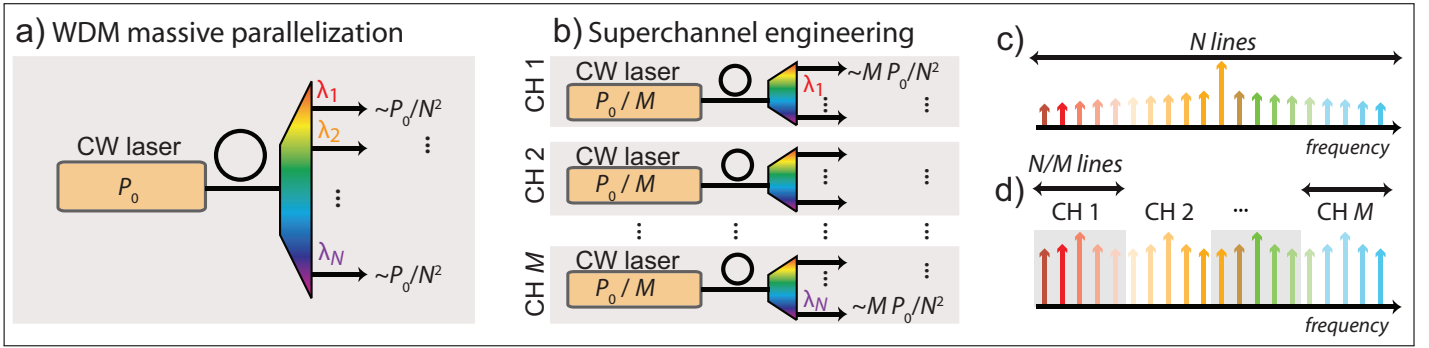 a) WDM massive parallelization
CW laser
P₀
λ₁
~P₀/N²
λ₂
⋮
⋮
λN
~P₀/N²
b) Superchannel engineering
CH 1
CW laser
P₀ / M
λ₁
~M P₀/N²
⋮
⋮
CH 2
CW laser
P₀ / M
⋮
⋮
⋮ ⋮ ⋮ ⋮
CH M
CW laser
P₀ / M
⋮
⋮
λN
~M P₀/N²
c)
N lines
frequency
N/M lines
d)
CH 1 CH 2 ... CH M
frequency